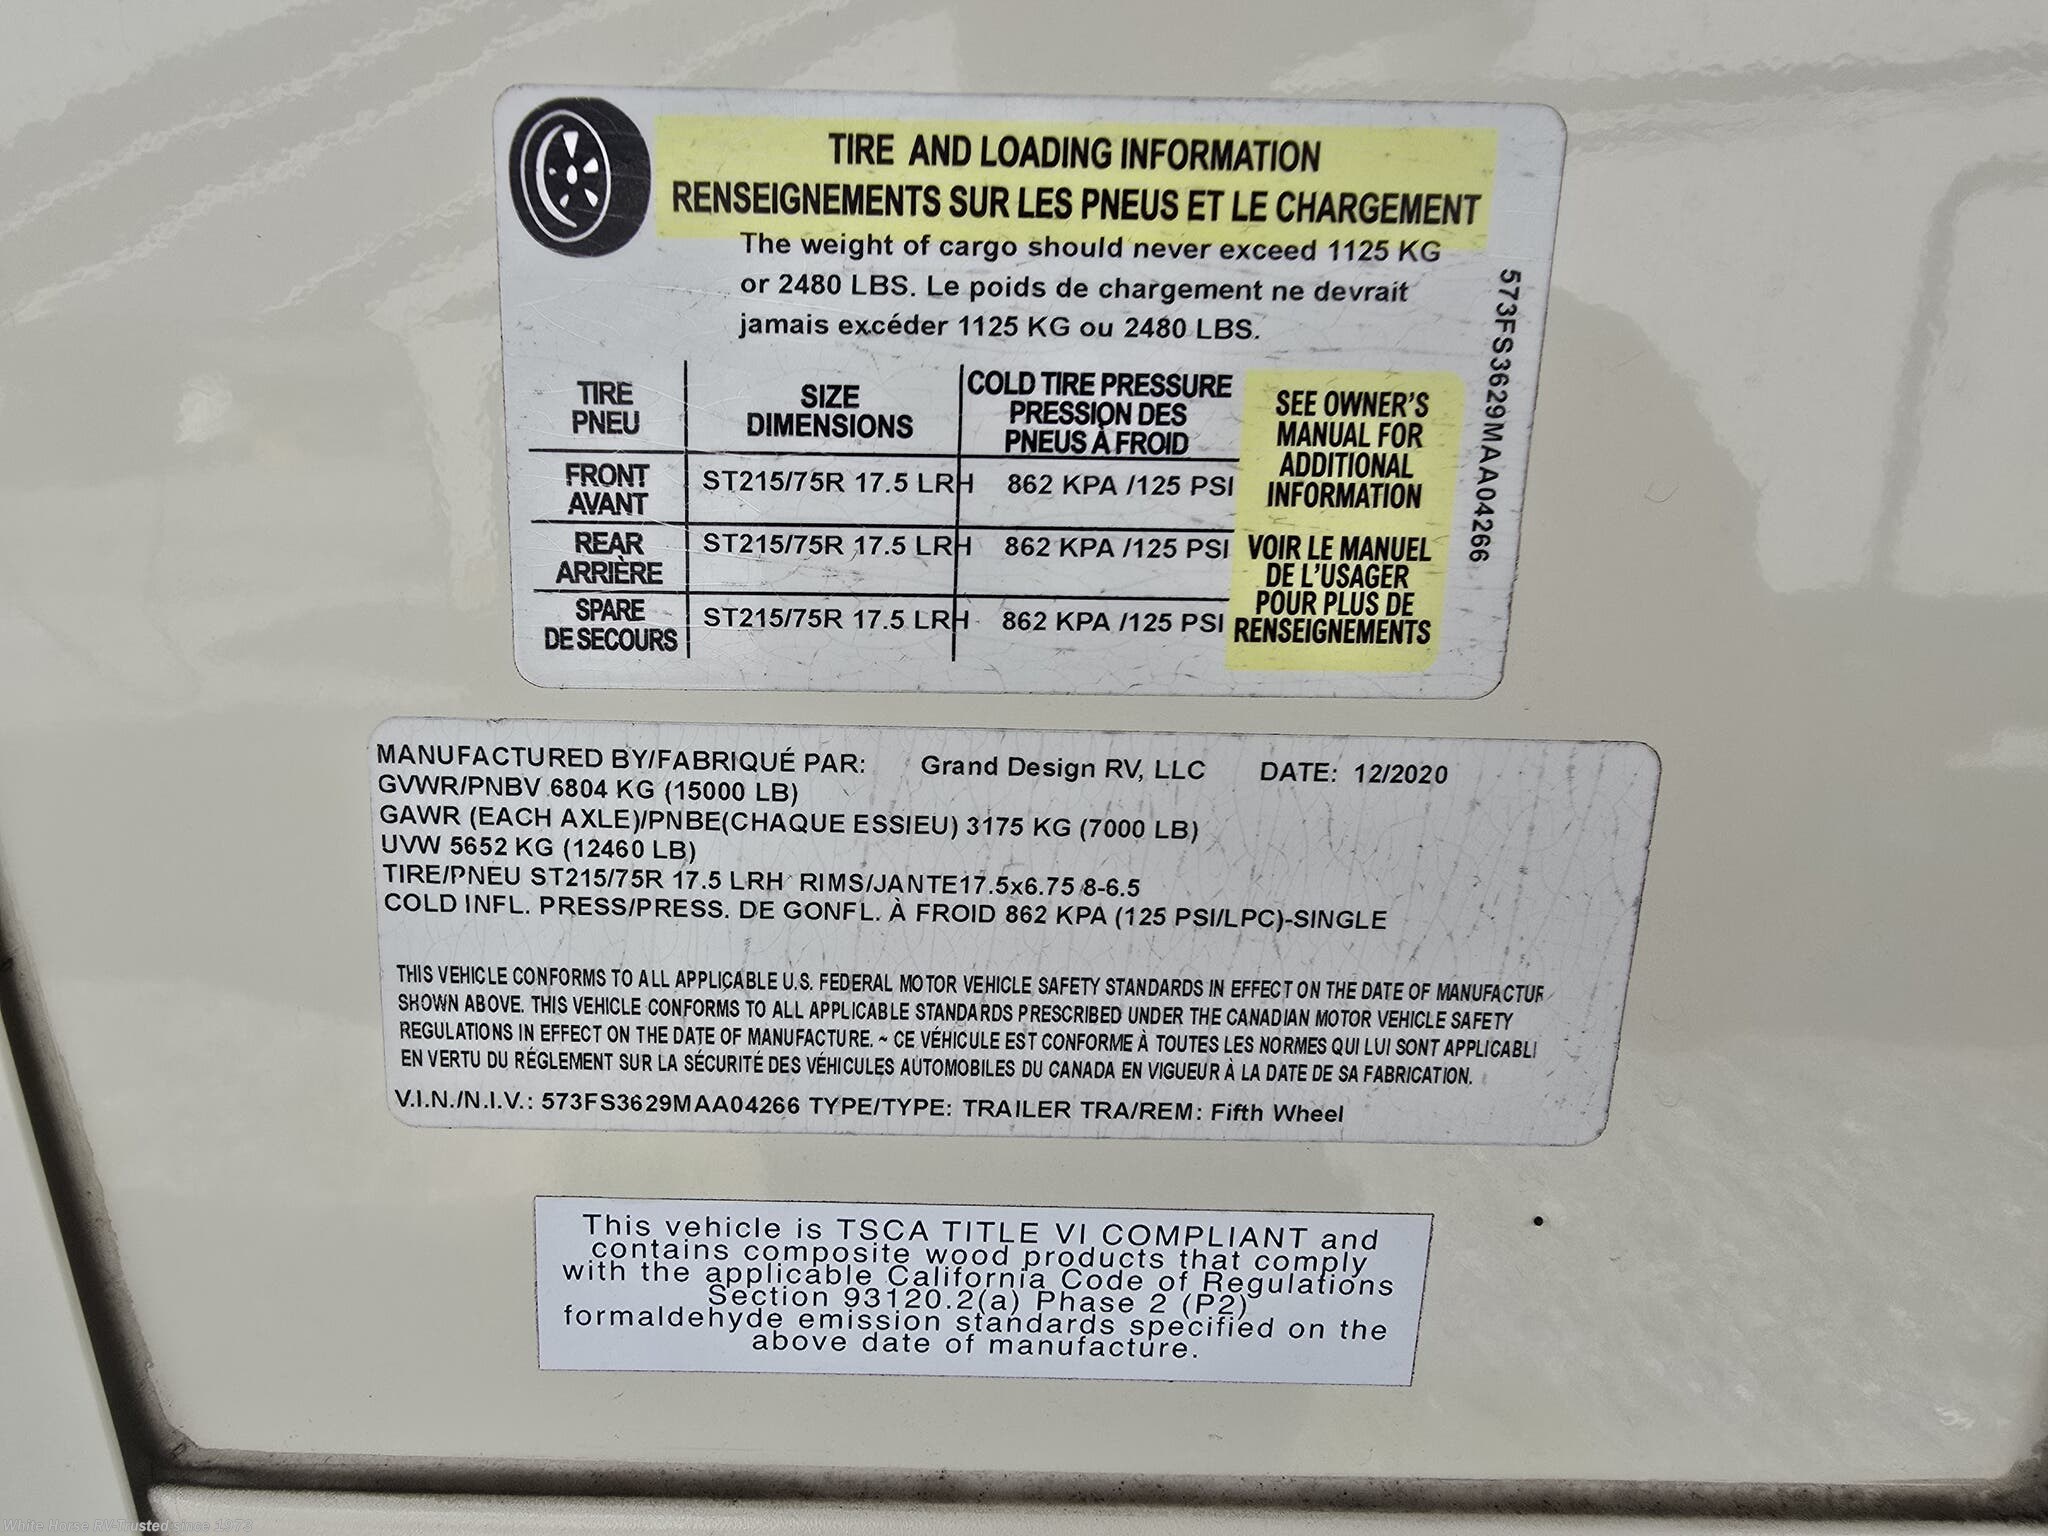 TIRE AND LOADING INFORMATION
RENSEIGNEMENTS SUR LES PNEUS ET LE CHARGEMENT
The weight of cargo should never exceed 1125 KG
or 2480 LBS. Le poids de chargement ne devrait
jamais excéder 1125 KG ou 2480 LBS.
573FS3629MAA04266
TIRE
PNEU
SIZE
DIMENSIONS
COLD TIRE PRESSURE
PRESSION DES
PNEUS À FROID
FRONT
AVANT
ST215/75R 17.5 LRH
862 KPA /125 PSI
REAR
ARRIÈRE
ST215/75R 17.5 LRH
862 KPA /125 PSI
SPARE
DE SECOURS
ST215/75R 17.5 LRH
862 KPA /125 PSI
SEE OWNER'S
MANUAL FOR
ADDITIONAL
INFORMATION
VOIR LE MANUEL
DE L'USAGER
POUR PLUS DE
RENSEIGNEMENTS
MANUFACTURED BY/FABRIQUÉ PAR: Grand Design RV, LLC DATE: 12/2020
GVWR/PNBV 6804 KG (15000 LB)
GAWR (EACH AXLE)/PNBE(CHAQUE ESSIEU) 3175 KG (7000 LB)
UVW 5652 KG (12460 LB)
TIRE/PNEU ST215/75R 17.5 LRH RIMS/JANTE17.5x6.75 8-6.5
COLD INFL. PRESS/PRESS. DE GONFL. À FROID 862 KPA (125 PSI/LPC)-SINGLE
THIS VEHICLE CONFORMS TO ALL APPLICABLE U.S. FEDERAL MOTOR VEHICLE SAFETY STANDARDS IN EFFECT ON THE DATE OF MANUFACTUR
SHOWN ABOVE. THIS VEHICLE CONFORMS TO ALL APPLICABLE STANDARDS PRESCRIBED UNDER THE CANADIAN MOTOR VEHICLE SAFETY
REGULATIONS IN EFFECT ON THE DATE OF MANUFACTURE. ~ CE VÉHICULE EST CONFORME À TOUTES LES NORMES QUI LUI SONT APPLICABLI
EN VERTU DU RÉGLEMENT SUR LA SÉCURITÉ DES VÉHICULES AUTOMOBILES DU CANADA EN VIGUEUR À LA DATE DE SA FABRICATION.
V.I.N./N.I.V.: 573FS3629MAA04266 TYPE/TYPE: TRAILER TRA/REM: Fifth Wheel
This vehicle is TSCA TITLE VI COMPLIANT and
contains composite wood products that comply
with the applicable California Code of Regulations
Section 93120.2(a) Phase 2 (P2)
formaldehyde emission standards specified on the
above date of manufacture.
White Horse RV-Trusted since 1972